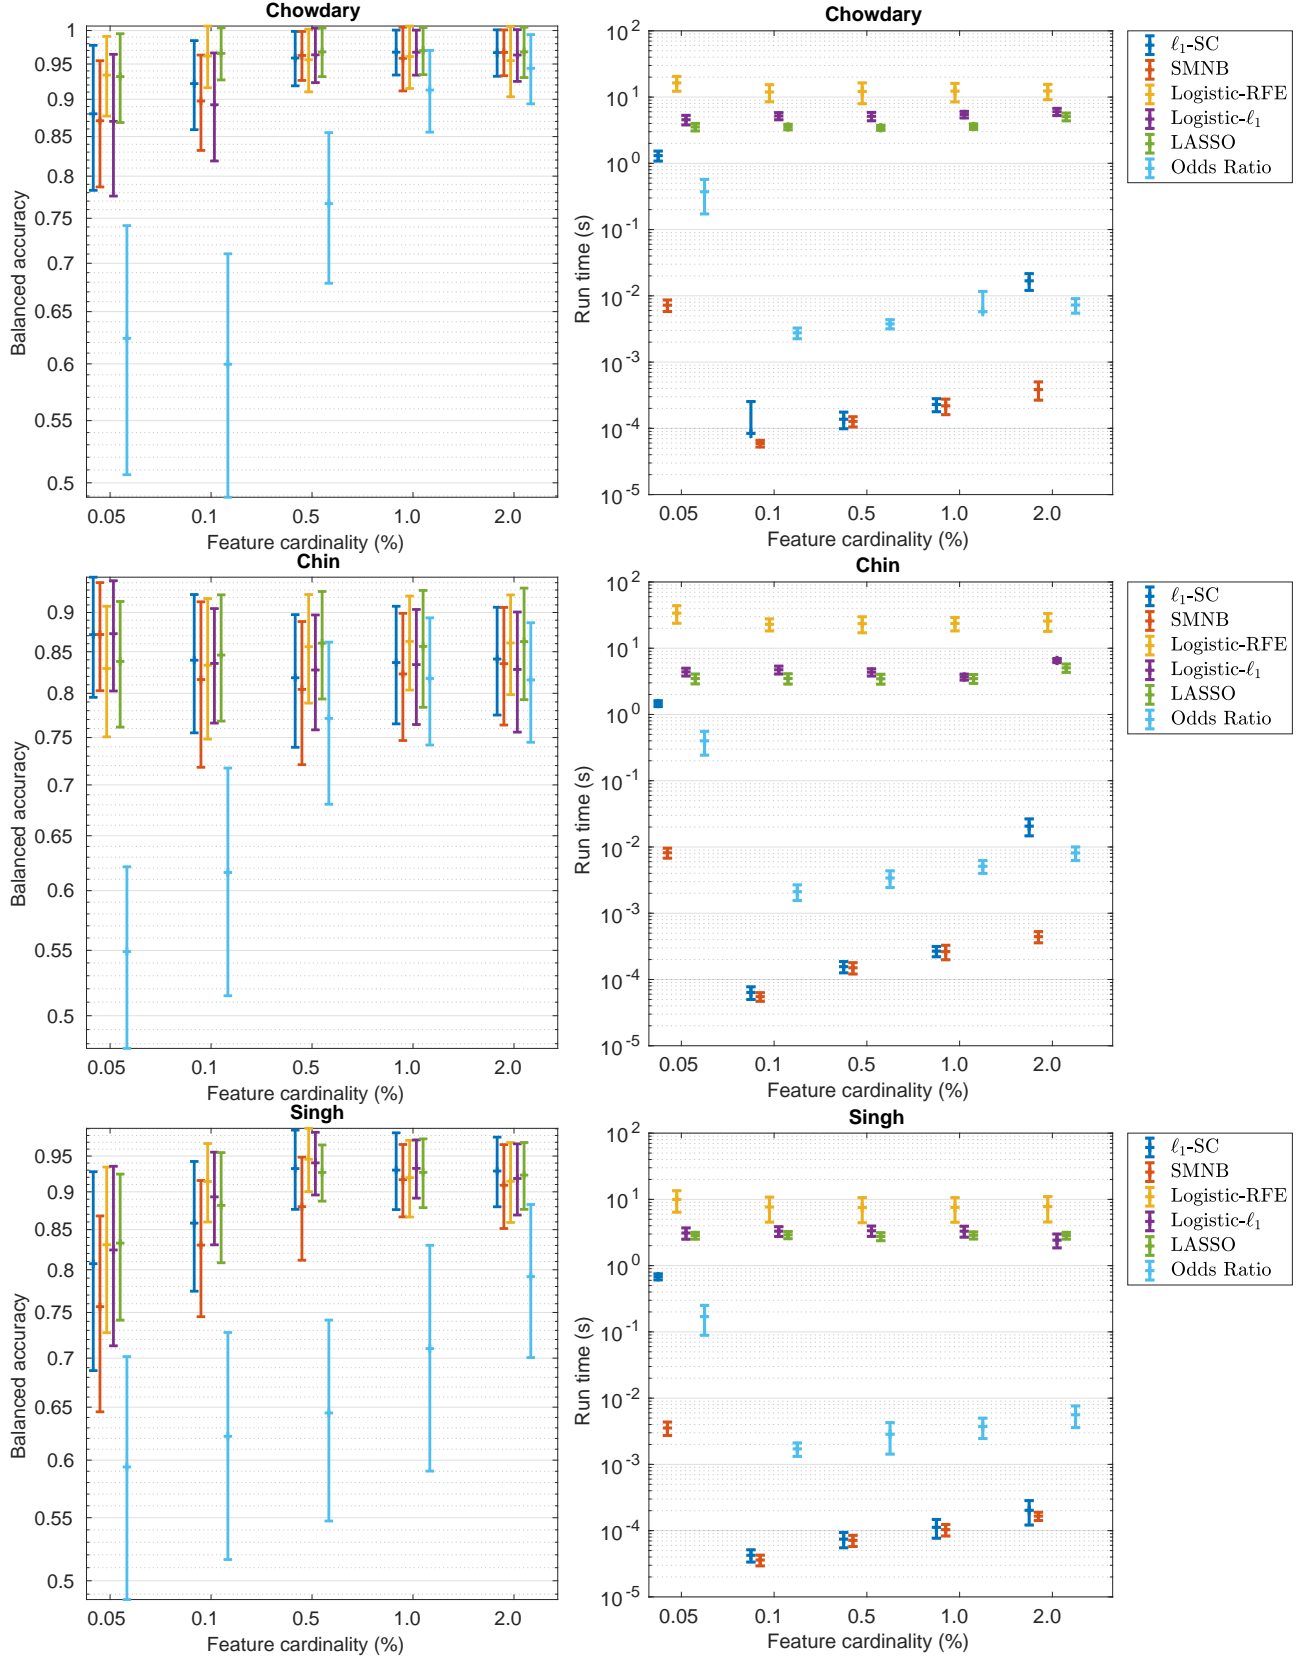 Chowdary
1
0.95
0.9
0.85
0.8
0.75
0.7
0.65
0.6
0.55
0.5
Balanced accuracy
0.05 0.1 0.5 1.0 2.0
Feature cardinality (%)
Chowdary
10^2
10^1
10^0
10^-1
10^-2
10^-3
10^-4
10^-5
Run time (s)
0.05 0.1 0.5 1.0 2.0
Feature cardinality (%)
ℓ₁-SC
SMNB
Logistic-RFE
Logistic-ℓ₁
LASSO
Odds Ratio
Chin
0.9
0.85
0.8
0.75
0.7
0.65
0.6
0.55
0.5
Balanced accuracy
0.05 0.1 0.5 1.0 2.0
Feature cardinality (%)
Chin
10^2
10^1
10^0
10^-1
10^-2
10^-3
10^-4
10^-5
Run time (s)
0.05 0.1 0.5 1.0 2.0
Feature cardinality (%)
ℓ₁-SC
SMNB
Logistic-RFE
Logistic-ℓ₁
LASSO
Odds Ratio
Singh
0.95
0.9
0.85
0.8
0.75
0.7
0.65
0.6
0.55
0.5
Balanced accuracy
0.05 0.1 0.5 1.0 2.0
Feature cardinality (%)
Singh
10^2
10^1
10^0
10^-1
10^-2
10^-3
10^-4
10^-5
Run time (s)
0.05 0.1 0.5 1.0 2.0
Feature cardinality (%)
ℓ₁-SC
SMNB
Logistic-RFE
Logistic-ℓ₁
LASSO
Odds Ratio